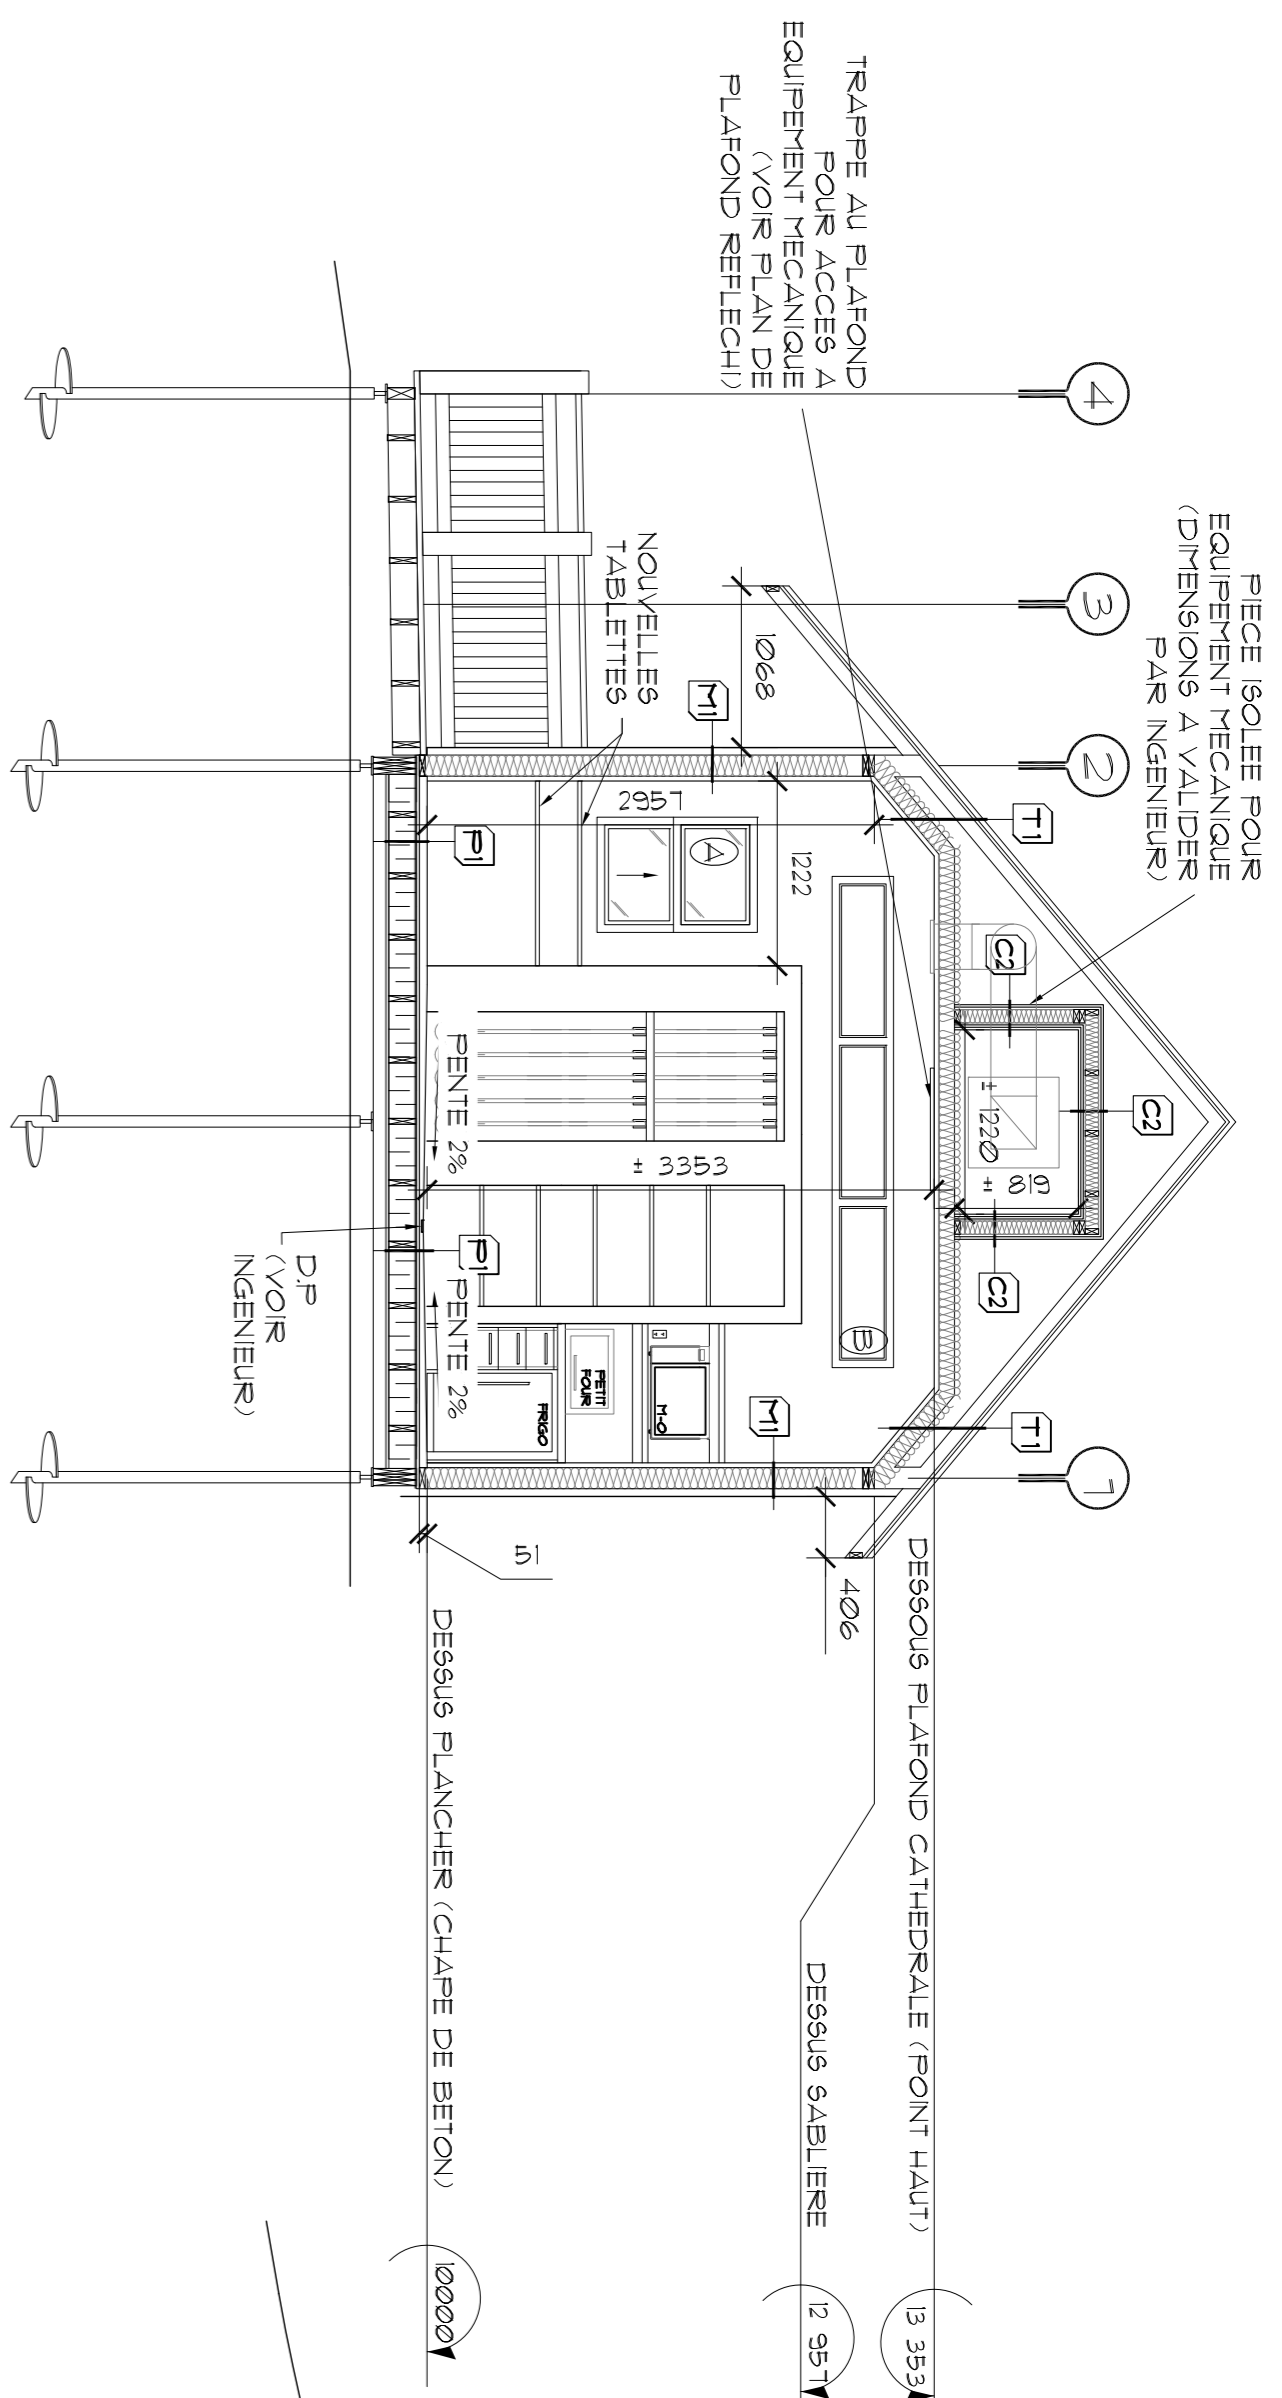 4
3
2
1
PIECE ISOLEE POUR
EQUIPEMENT MECANIQUE
(DIMENSIONS A VALIDER
PAR INGENIEUR)
TRAPPE AU PLAFOND
POUR ACCES A
EQUIPEMENT MECANIQUE
(VOIR PLAN DE
PLAFOND REFLECHI)
T1
C2
C2
C2
T1
± 1220
± 819
1068
M1
NOUVELLES
TABLETTES
2957
1222
A
B
M1
± 3353
406
P1
PENTE 2%
P1
PENTE 2%
M-O
PETIT
FOUR
FRIGO
51
D.P
(VOIR
INGENIEUR)
DESSOUS PLAFOND CATHEDRALE (POINT HAUT)
13 353
DESSUS SABLIERE
12 957
DESSUS PLANCHER (CHAPE DE BETON)
10000